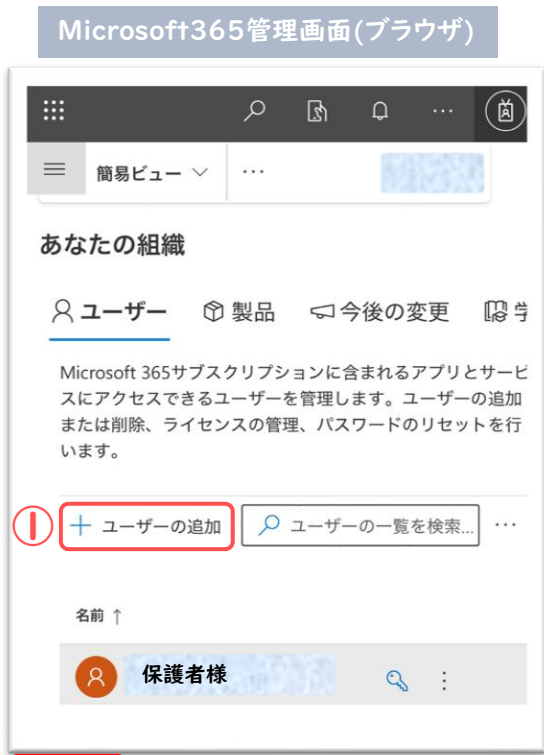 Microsoft365管理画面(ブラウザ)
簡易ビュー
あなたの組織
ユーザー 製品 今後の変更 学
Microsoft 365サブスクリプションに含まれるアプリとサービ
スにアクセスできるユーザーを管理します。ユーザーの追加
または削除、ライセンスの管理、パスワードのリセットを行
います。
① + ユーザーの追加 ユーザーの一覧を検索... ...
名前 ↑
保護者様